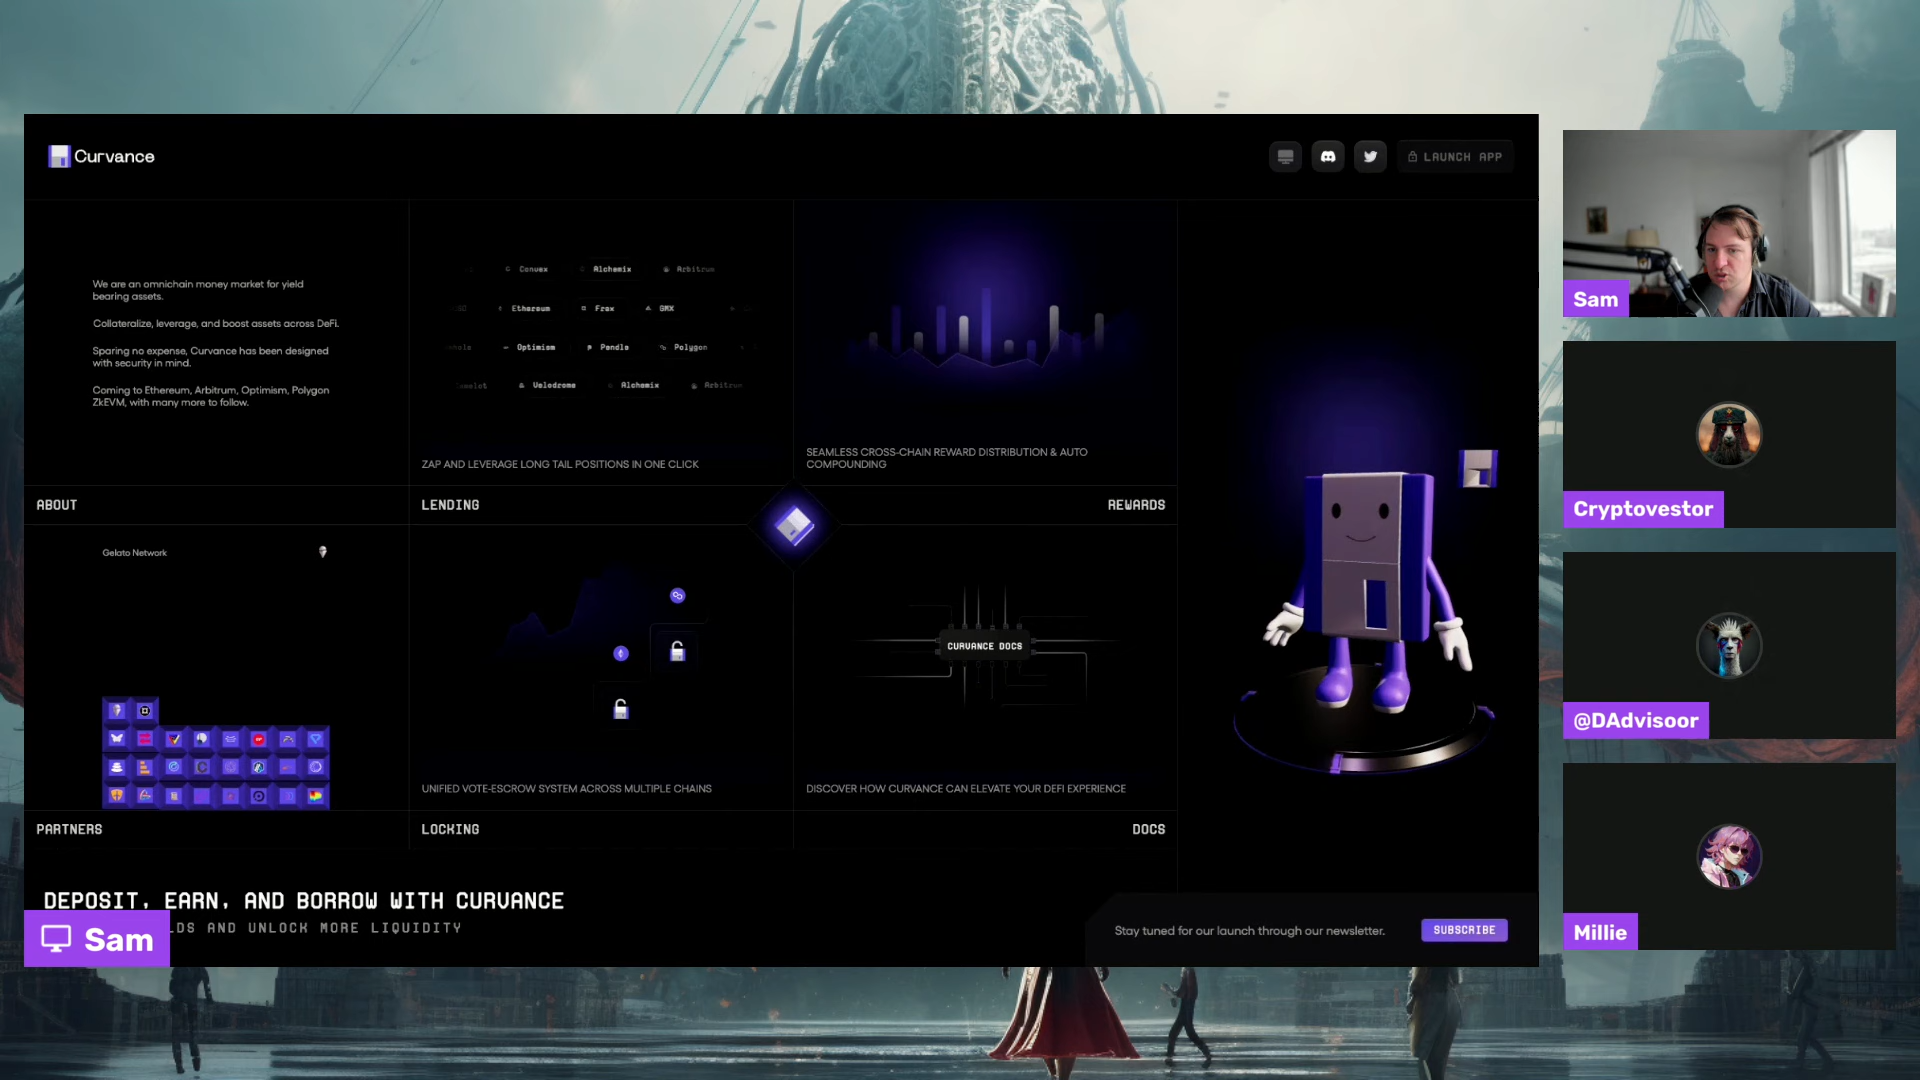 Curvance
LAUNCH APP
We are an omnichain money market for yield
bearing assets.
Collateralize, leverage, and boost assets across DeFi.
Sparing no expense, Curvance has been designed
with security in mind.
Coming to Ethereum, Arbitrum, Optimism, Polygon
ZkEVM, with many more to follow.
ABOUT
Convex Alchemix Arbitrum
Ethereum Frax GMX
Optimism Pendle Polygon
Velodrome Alchemix Arbitrum
ZAP AND LEVERAGE LONG TAIL POSITIONS IN ONE CLICK
LENDING
SEAMLESS CROSS-CHAIN REWARD DISTRIBUTION & AUTO
COMPOUNDING
REWARDS
Gelato Network
PARTNERS
UNIFIED VOTE-ESCROW SYSTEM ACROSS MULTIPLE CHAINS
LOCKING
CURVANCE DOCS
DISCOVER HOW CURVANCE CAN ELEVATE YOUR DEFI EXPERIENCE
DOCS
DEPOSIT, EARN, AND BORROW WITH CURVANCE
AND UNLOCK MORE LIQUIDITY
Sam
Stay tuned for our launch through our newsletter.
SUBSCRIBE
Sam
Cryptovestor
@DAdvisoor
Millie